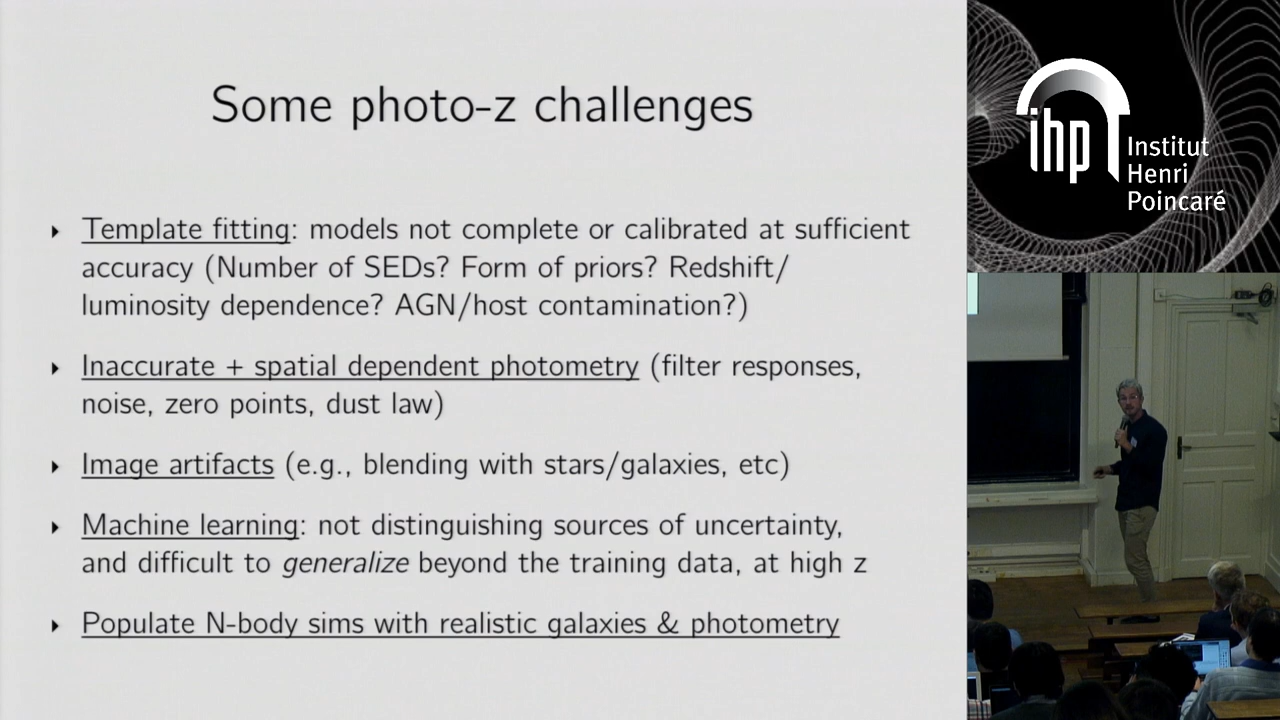 Some photo-z challenges
‣ Template fitting: models not complete or calibrated at sufficient
accuracy (Number of SEDs? Form of priors? Redshift/
luminosity dependence? AGN/host contamination?)
‣ Inaccurate + spatial dependent photometry (filter responses,
noise, zero points, dust law)
‣ Image artifacts (e.g., blending with stars/galaxies, etc)
‣ Machine learning: not distinguishing sources of uncertainty,
and difficult to generalize beyond the training data, at high z
‣ Populate N-body sims with realistic galaxies & photometry
ihp
Institut
Henri
Poincaré